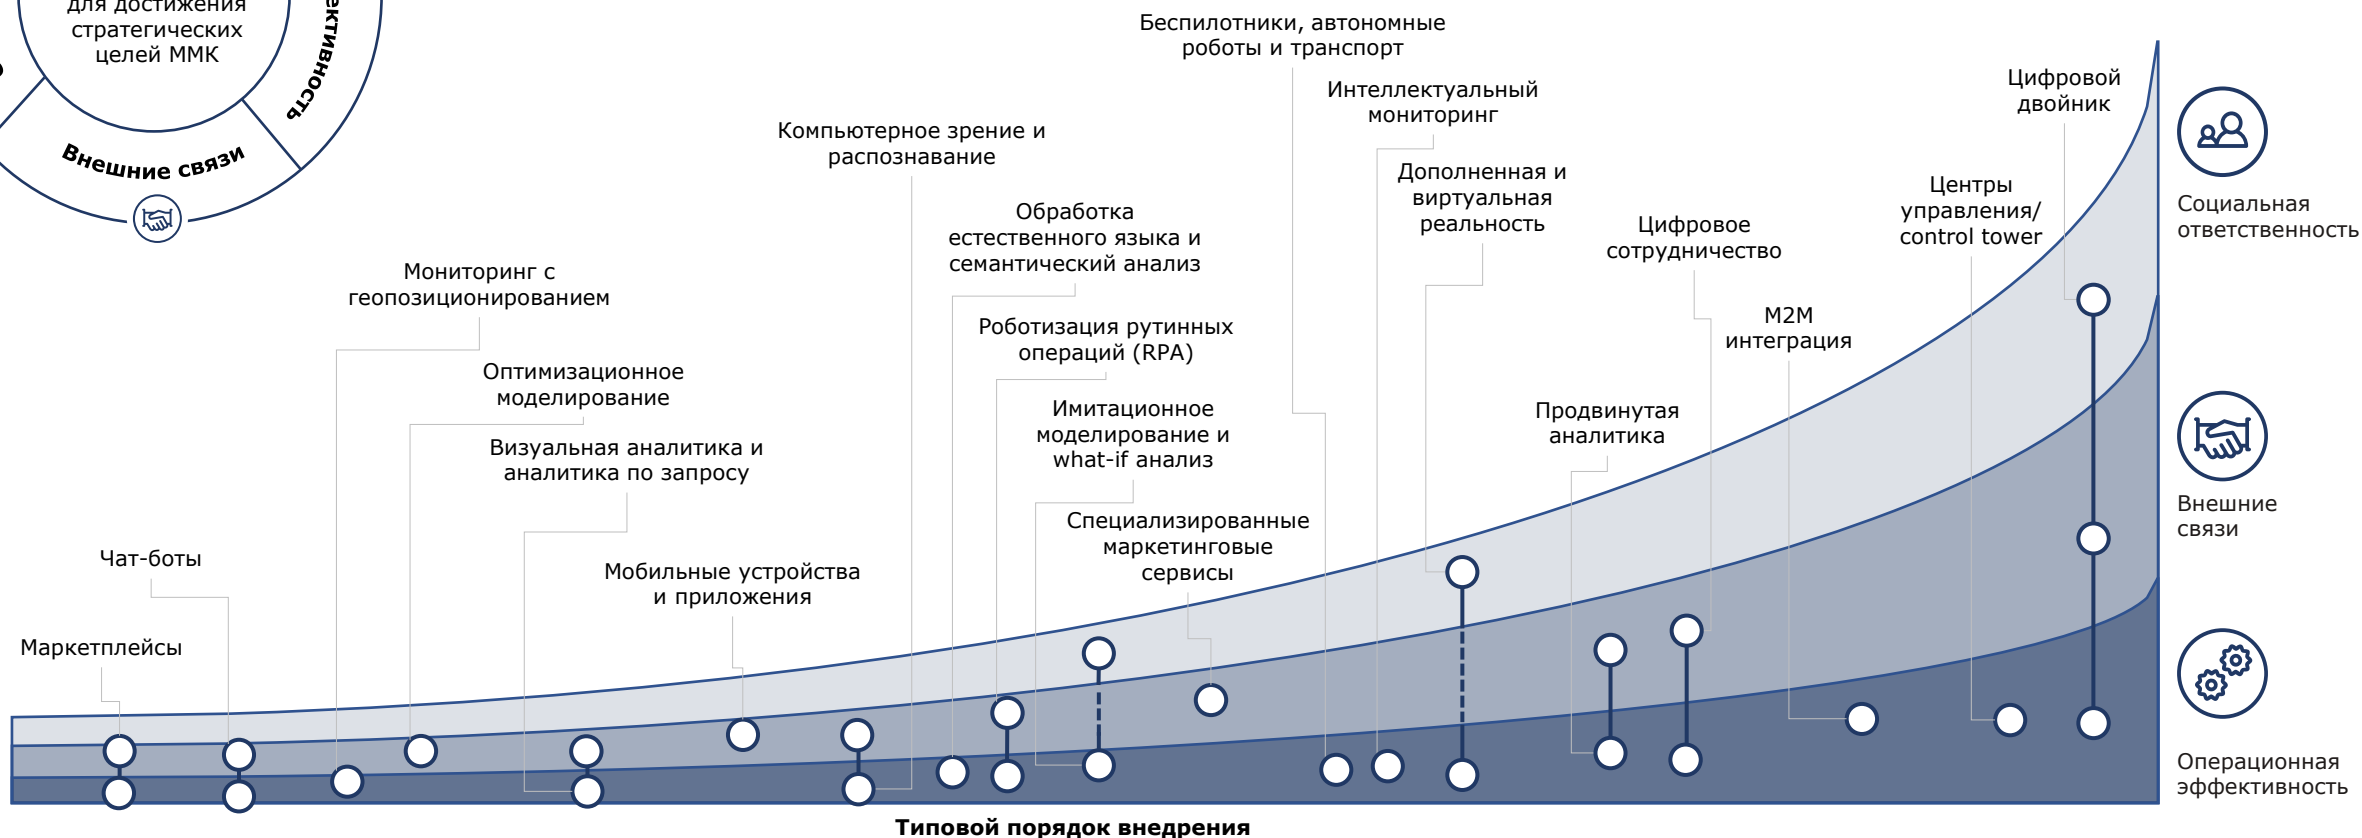 для достижения
стратегических
целей ММК
Внешние связи
Беспилотники, автономные
роботы и транспорт
Интеллектуальный
мониторинг
Цифровой
двойник
Компьютерное зрение и
распознавание
Дополненная и
виртуальная
реальность
Центры
управления/
control tower
Социальная
ответственность
Обработка
естественного языка и
семантический анализ
Цифровое
сотрудничество
Мониторинг с
геопозиционированием
Роботизация рутинных
операций (RPA)
M2M
интеграция
Оптимизационное
моделирование
Имитационное
моделирование и
what-if анализ
Продвинутая
аналитика
Визуальная аналитика и
аналитика по запросу
Специализированные
маркетинговые
сервисы
Внешние
связи
Чат-боты
Мобильные устройства
и приложения
Маркетплейсы
Операционная
эффективность
Типовой порядок внедрения